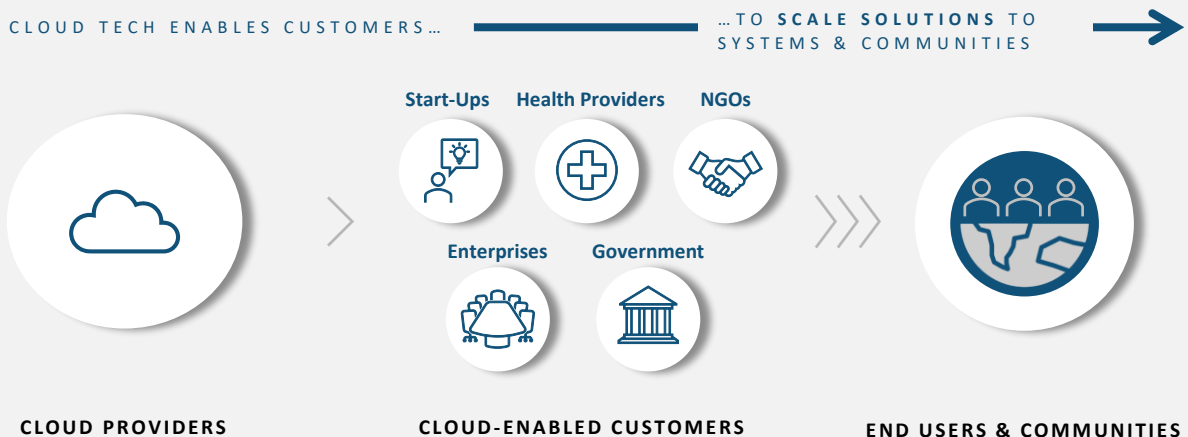 CLOUD TECH ENABLES CUSTOMERS…
…TO SCALE SOLUTIONS TO
SYSTEMS & COMMUNITIES
Start-Ups
Health Providers
NGOs
Enterprises
Government
CLOUD PROVIDERS
CLOUD-ENABLED CUSTOMERS
END USERS & COMMUNITIES